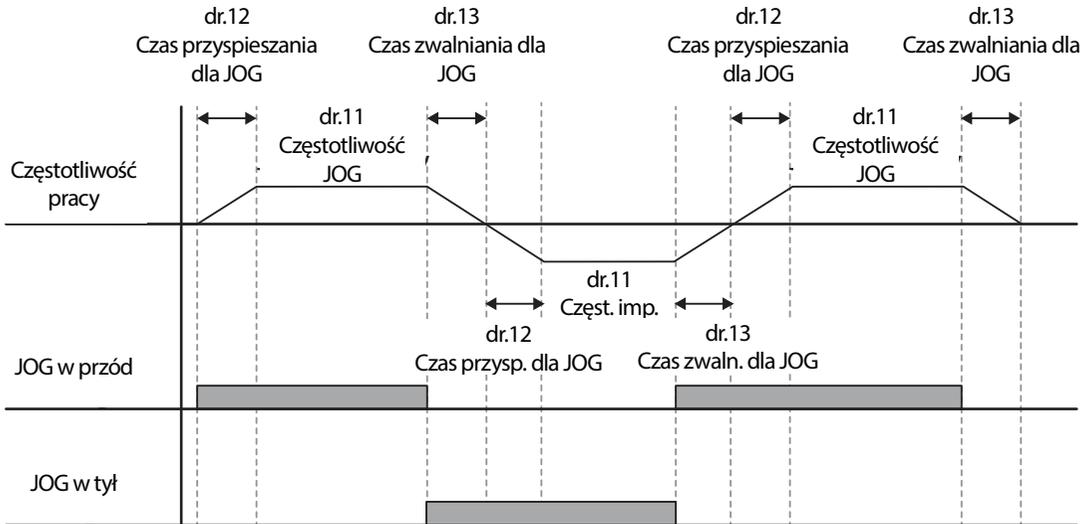 dr.12
Czas przyspieszania
dla JOG
dr.13
Czas zwalniania dla
JOG
dr.12
Czas przyspieszania
dla JOG
dr.13
Czas zwalniania dla
JOG
dr.11
Częstotliwość
JOG
dr.11
Częstotliwość
JOG
Częstotliwość
pracy
dr.11
Częst. imp.
dr.12
Czas przysp. dla JOG
dr.13
Czas zwaln. dla JOG
JOG w przód
JOG w tył